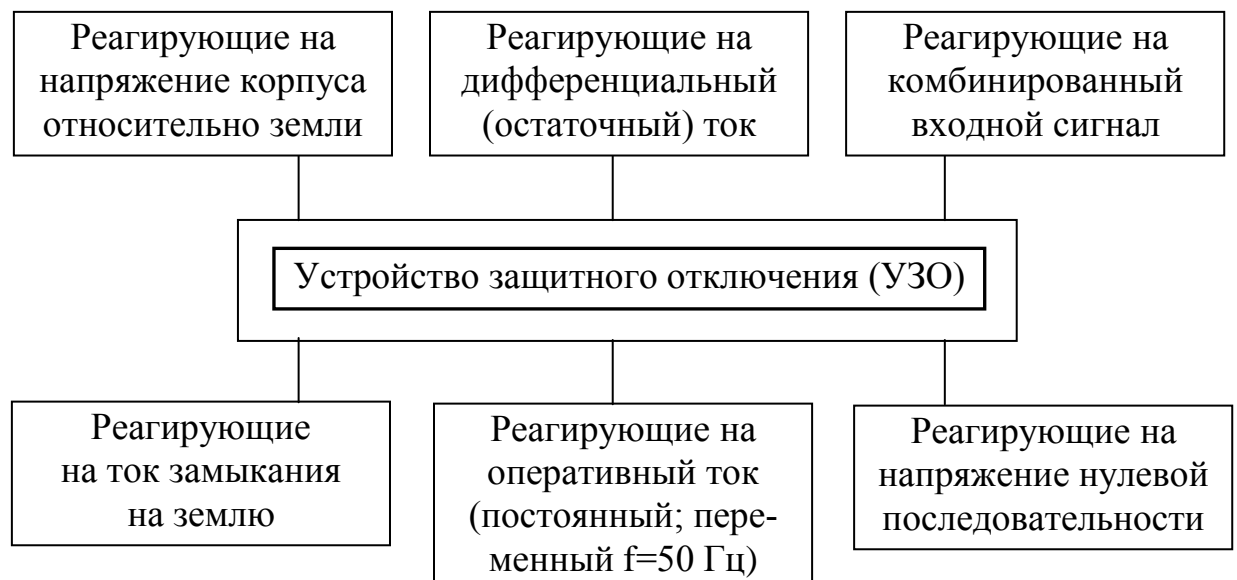 Реагирующие на
напряжение корпуса
относительно земли
Реагирующие на
дифференциальный
(остаточный) ток
Реагирующие на
комбинированный
входной сигнал
Устройство защитного отключения (УЗО)
Реагирующие
на ток замыкания
на землю
Реагирующие на
оперативный ток
(постоянный; пере-
менный f=50 Гц)
Реагирующие на
напряжение нулевой
последовательности